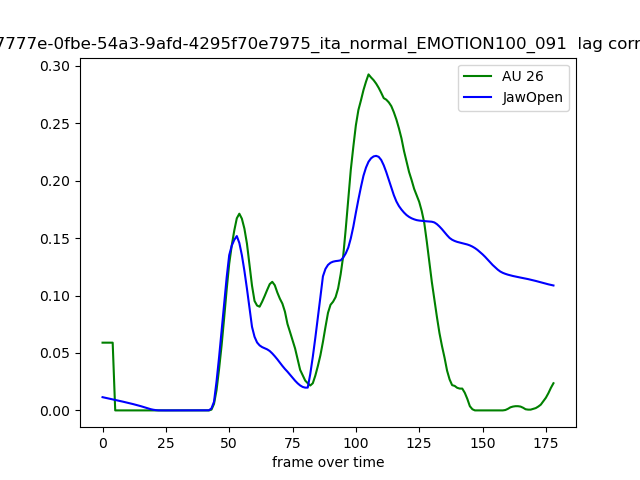 7777e-0fbe-54a3-9afd-4295f70e7975_ita_normal_EMOTION100_091 lag corr
AU 26
JawOpen
0.30
0.25
0.20
0.15
0.10
0.05
0.00
0 25 50 75 100 125 150 175
frame over time